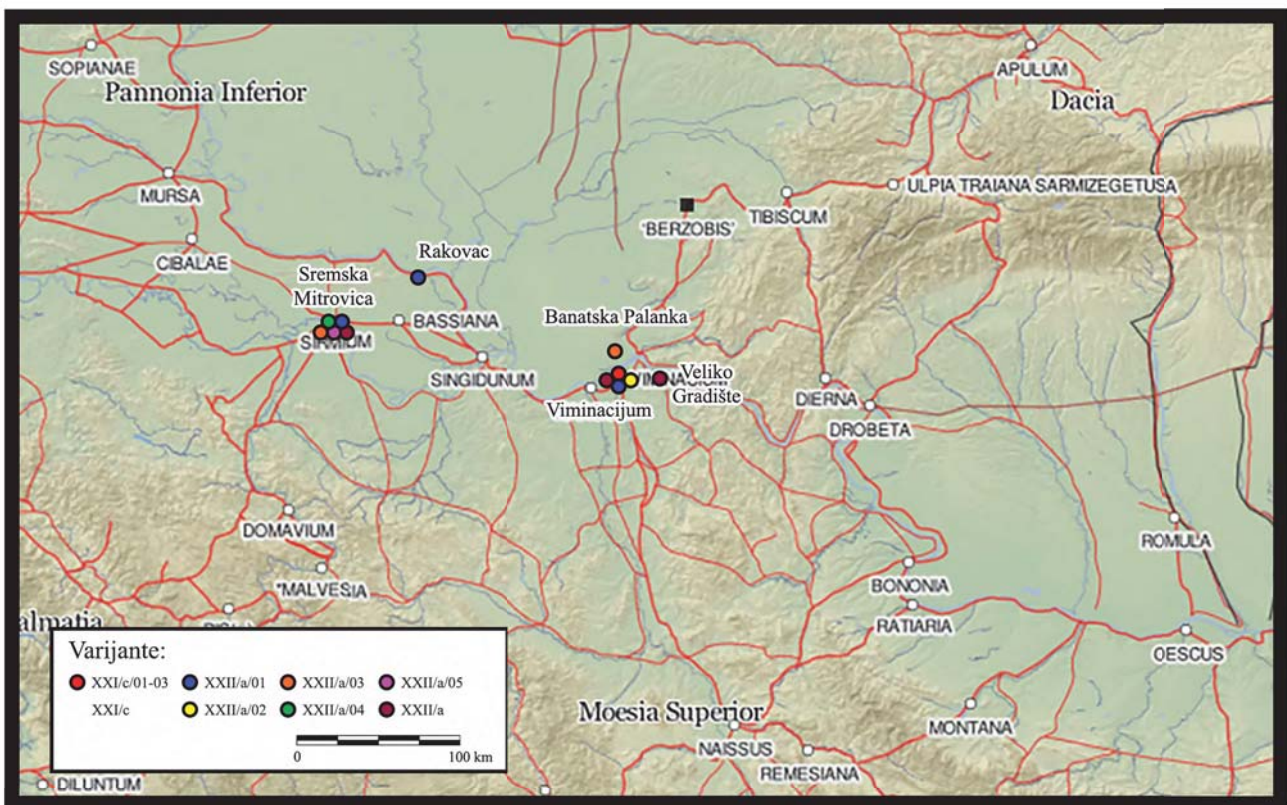 SOPIANAE
APULUM
Pannonia Inferior
Dacia
MURSA
ULPIA TRAIANA SARMIZEGETUSA
TIBISCUM
'BERZOBIS'
CIBALAE
Rakovac
Sremska
Mitrovica
BASSIANA
SIRMIUM
Banatska Palanka
SINGIDUNUM
Veliko
Gradište
Viminacijum
DIERNA
DROBETA
DOMAVIUM
ROMULA
BONONIA
"MALVESIA
RATIARIA
almatia
OESCUS
Varijante:
XXI/c/01-03 XXII/a/01 XXII/a/03 XXII/a/05
XXI/c XXII/a/02 XXII/a/04 XXII/a
0 100 km
Moesia Superior
MONTANA
NAISSUS
REMESIANA
DILUNTUM